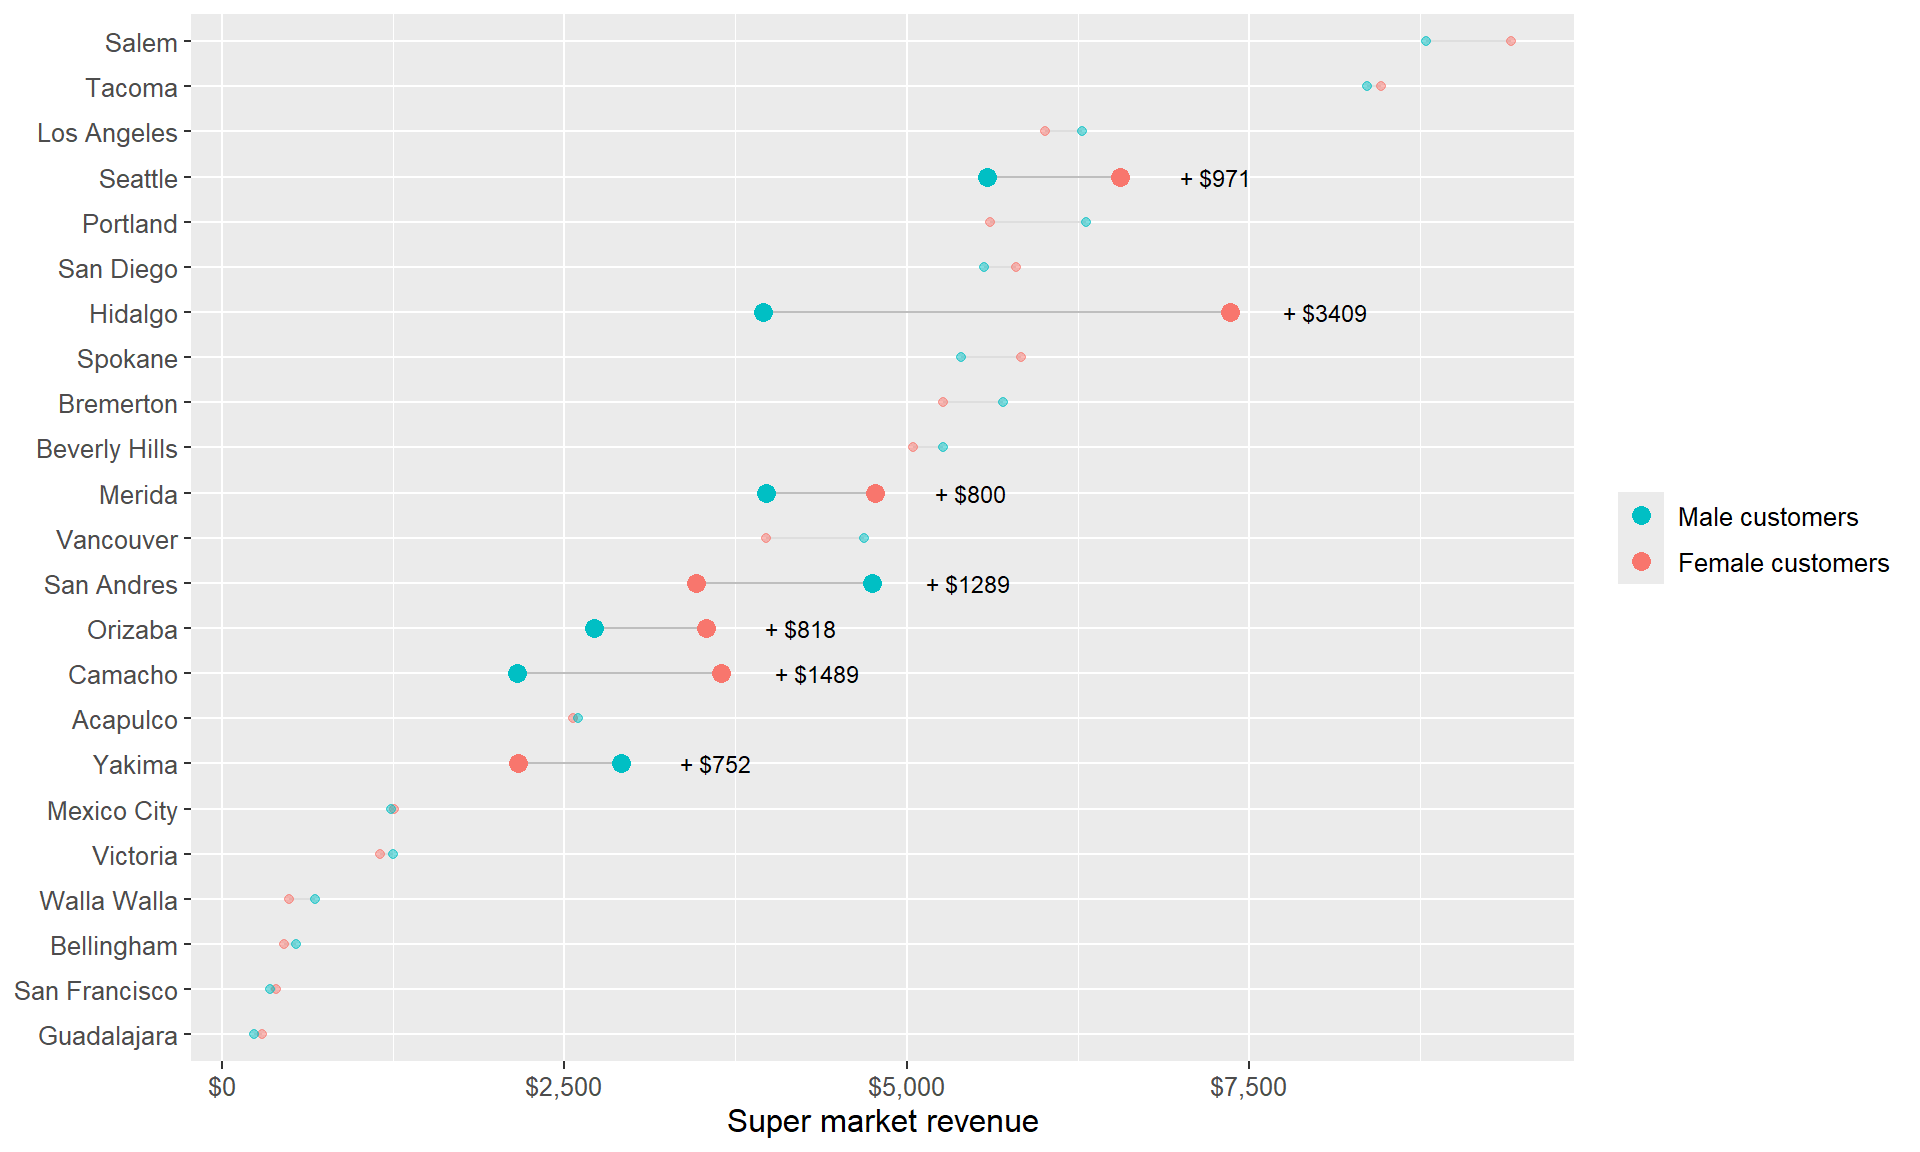 Salem
Tacoma
Los Angeles
Seattle
+ $971
Portland
San Diego
Hidalgo
+ $3409
Spokane
Bremerton
Beverly Hills
Merida
+ $800
Vancouver
San Andres
+ $1289
Orizaba
+ $818
Camacho
+ $1489
Acapulco
Yakima
+ $752
Mexico City
Victoria
Walla Walla
Bellingham
San Francisco
Guadalajara
$0 $2,500 $5,000 $7,500
Super market revenue
Male customers
Female customers